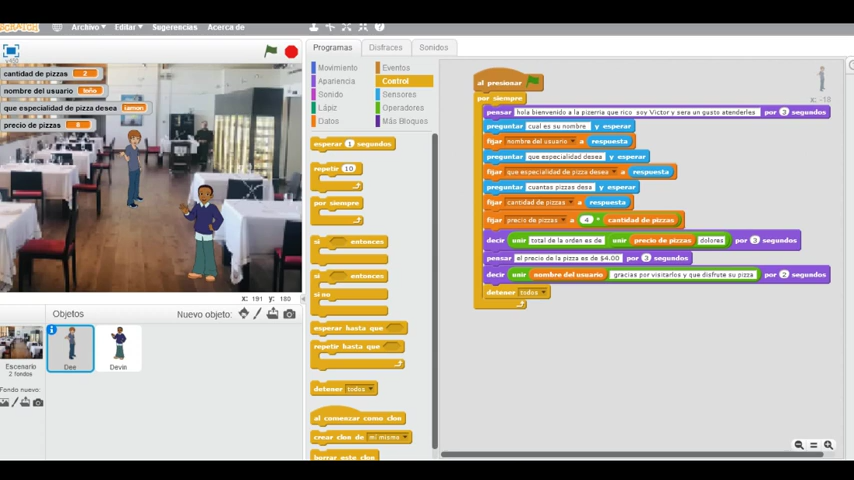 SCRATCH
Archivo Editar Sugerencias Acerca de
Programas Disfraces Sonidos
cantidad de pizzas 2
nombre del usuario toño
que especialidad de pizza desea jamon
precio de pizzas 8
Movimiento Eventos
Apariencia Control
Sonido Sensores
Lápiz Operadores
Datos Más Bloques
esperar 1 segundos
repetir 10
por siempre
si entonces
si entonces
si no
esperar hasta que
repetir hasta que
detener todos
al comenzar como clon
crear clon de mí mismo
borrar este clon
al presionar
por siempre
pensar hola bienvenido a la pizzeria que rico soy Victor y sera un gusto atenderles por 3 segundos
preguntar cual es su nombre y esperar
fijar nombre del usuario a respuesta
preguntar que especialidad desea y esperar
fijar que especialidad de pizza desea a respuesta
preguntar cuantas pizzas desa y esperar
fijar cantidad de pizzas a respuesta
fijar precio de pizzas a 4 * cantidad de pizzas
decir unir total de la orden es de unir precio de pizzas dolores por 3 segundos
pensar el precio de la pizza es de $4.00 por 3 segundos
decir unir nombre del usuario gracias por visitarlos y que disfrute su pizza por 2 segundos
detener todos
x: -18
x: 191 y: 180
Objetos Nuevo objeto:
Escenario
2 fondos
Fondo nuevo:
Dee
Devin